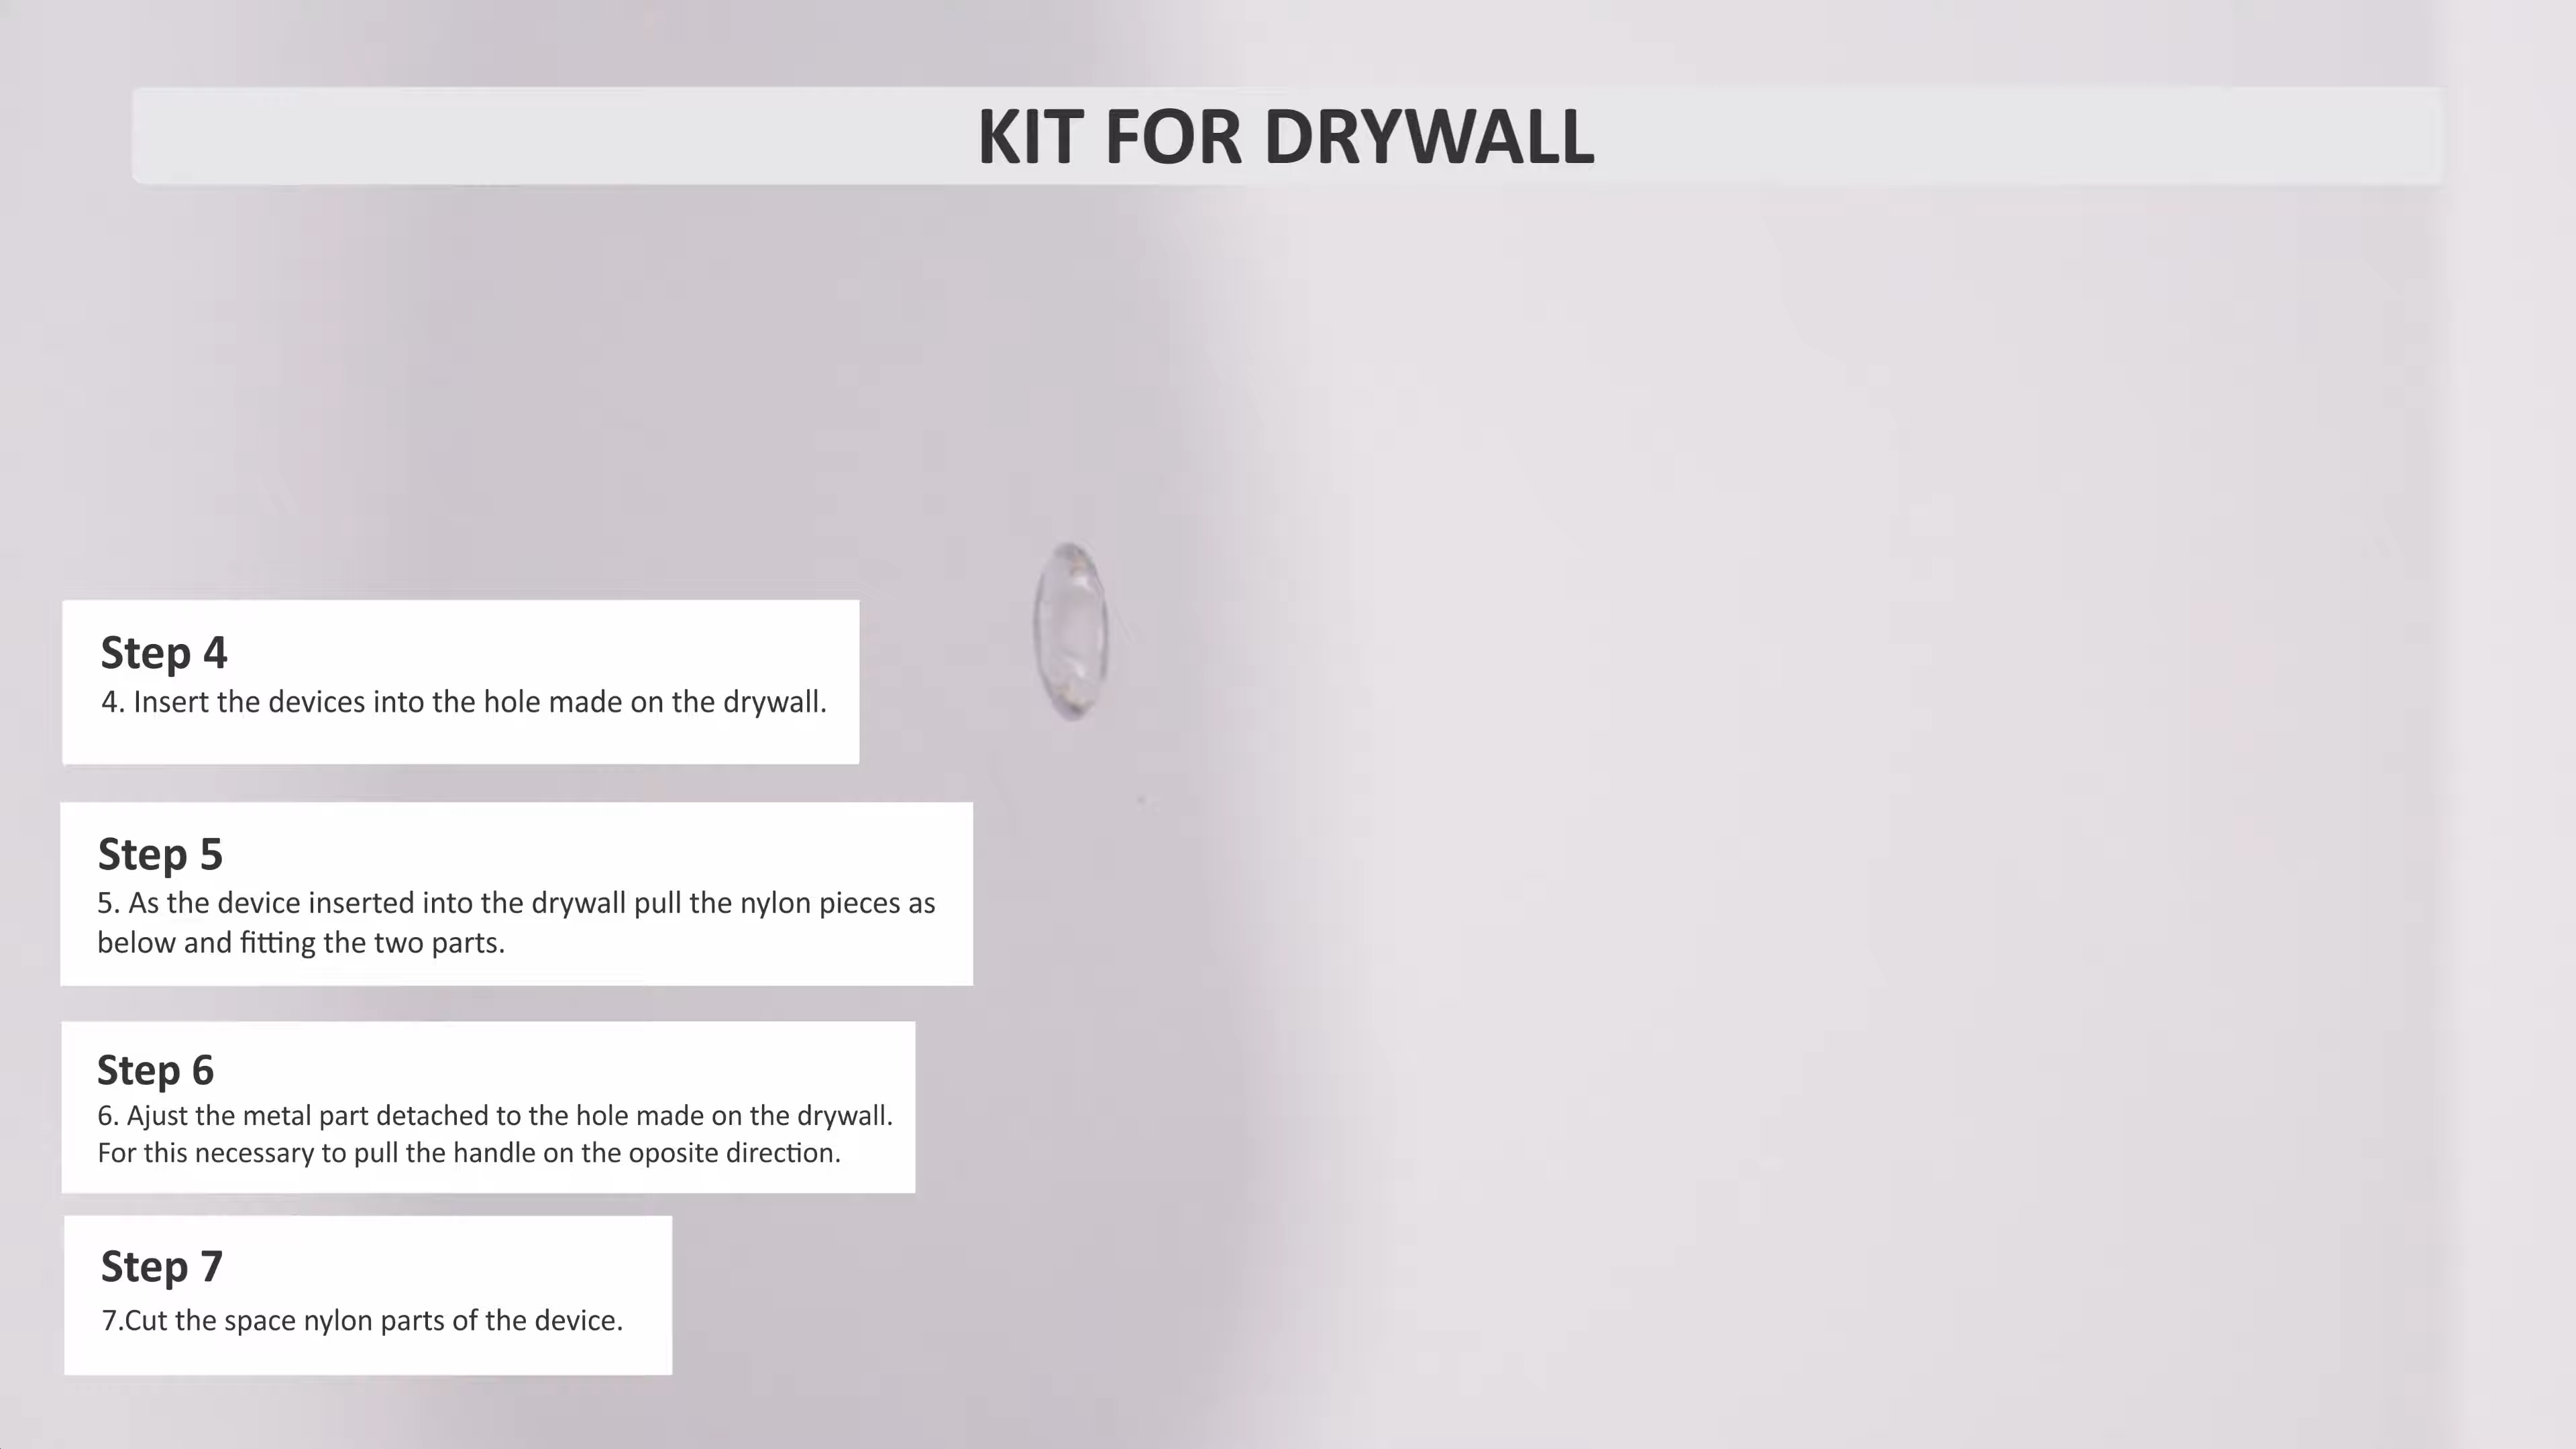 KIT FOR DRYWALL
Step 4
4. Insert the devices into the hole made on the drywall.
Step 5
5. As the device inserted into the drywall pull the nylon pieces as
below and fitting the two parts.
Step 6
6. Ajust the metal part detached to the hole made on the drywall.
For this necessary to pull the handle on the oposite direction.
Step 7
7.Cut the space nylon parts of the device.